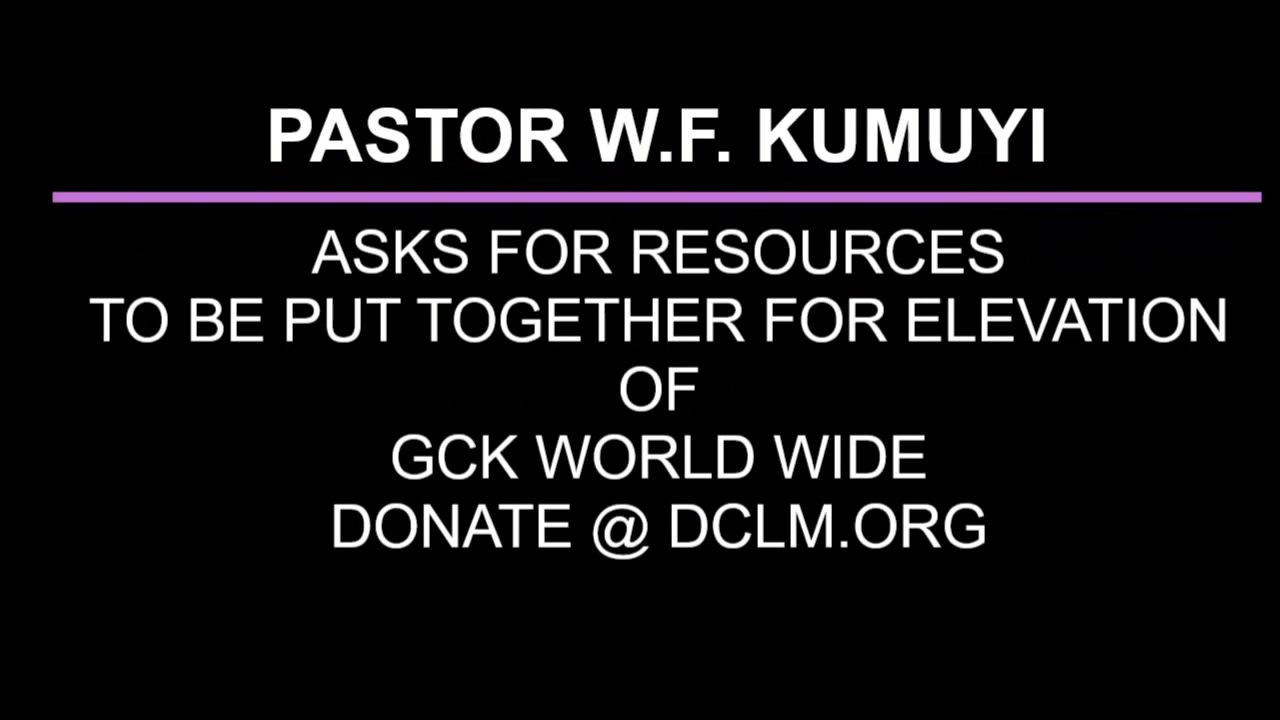 PASTOR W.F. KUMUYI
ASKS FOR RESOURCES
TO BE PUT TOGETHER FOR ELEVATION
OF
GCK WORLD WIDE
DONATE @ DCLM.ORG